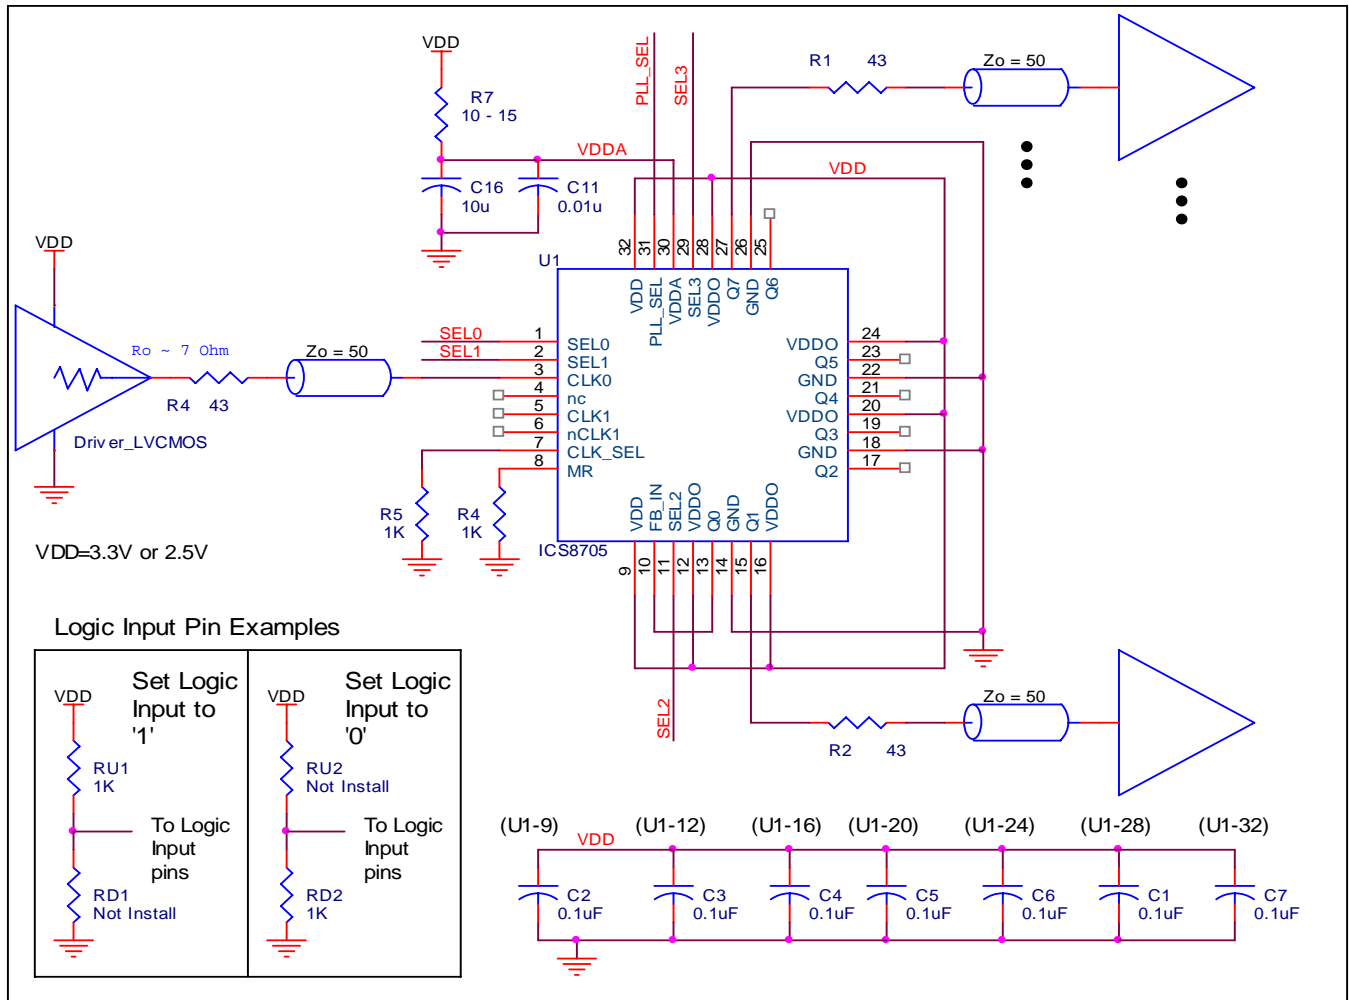 VDD
R7
10 - 15
VDDA
C16
10u
C11
0.01u
PLL_SEL
SEL3
R1 43
Zo = 50
VDD
VDD
Ro ~ 7 Ohm
R4 43
Zo = 50
Driver_LVCMOS
SEL0
SEL1
U1
32
31
30
29
28
27
26
25
VDD
PLL_SEL
VDDA
SEL3
VDDO
Q7
GND
Q6
1 SEL0
2 SEL1
3 CLK0
4 nc
5 CLK1
6 nCLK1
7 CLK_SEL
8 MR
VDDO 24
Q5 23
GND 22
Q4 21
VDDO 20
Q3 19
GND 18
Q2 17
VDD
FB_IN
SEL2
VDDO
Q0
GND
Q1
VDDO
9
10
11
12
13
14
15
16
ICS8705
R5
1K
R4
1K
SEL2
R2 43
Zo = 50
VDD=3.3V or 2.5V
Logic Input Pin Examples
VDD
Set Logic
Input to
'1'
RU1
1K
To Logic
Input
pins
RD1
Not Install
VDD
Set Logic
Input to
'0'
RU2
Not Install
To Logic
Input
pins
RD2
1K
(U1-9) (U1-12) (U1-16) (U1-20) (U1-24) (U1-28) (U1-32)
VDD
C2
0.1uF
C3
0.1uF
C4
0.1uF
C5
0.1uF
C6
0.1uF
C1
0.1uF
C7
0.1uF